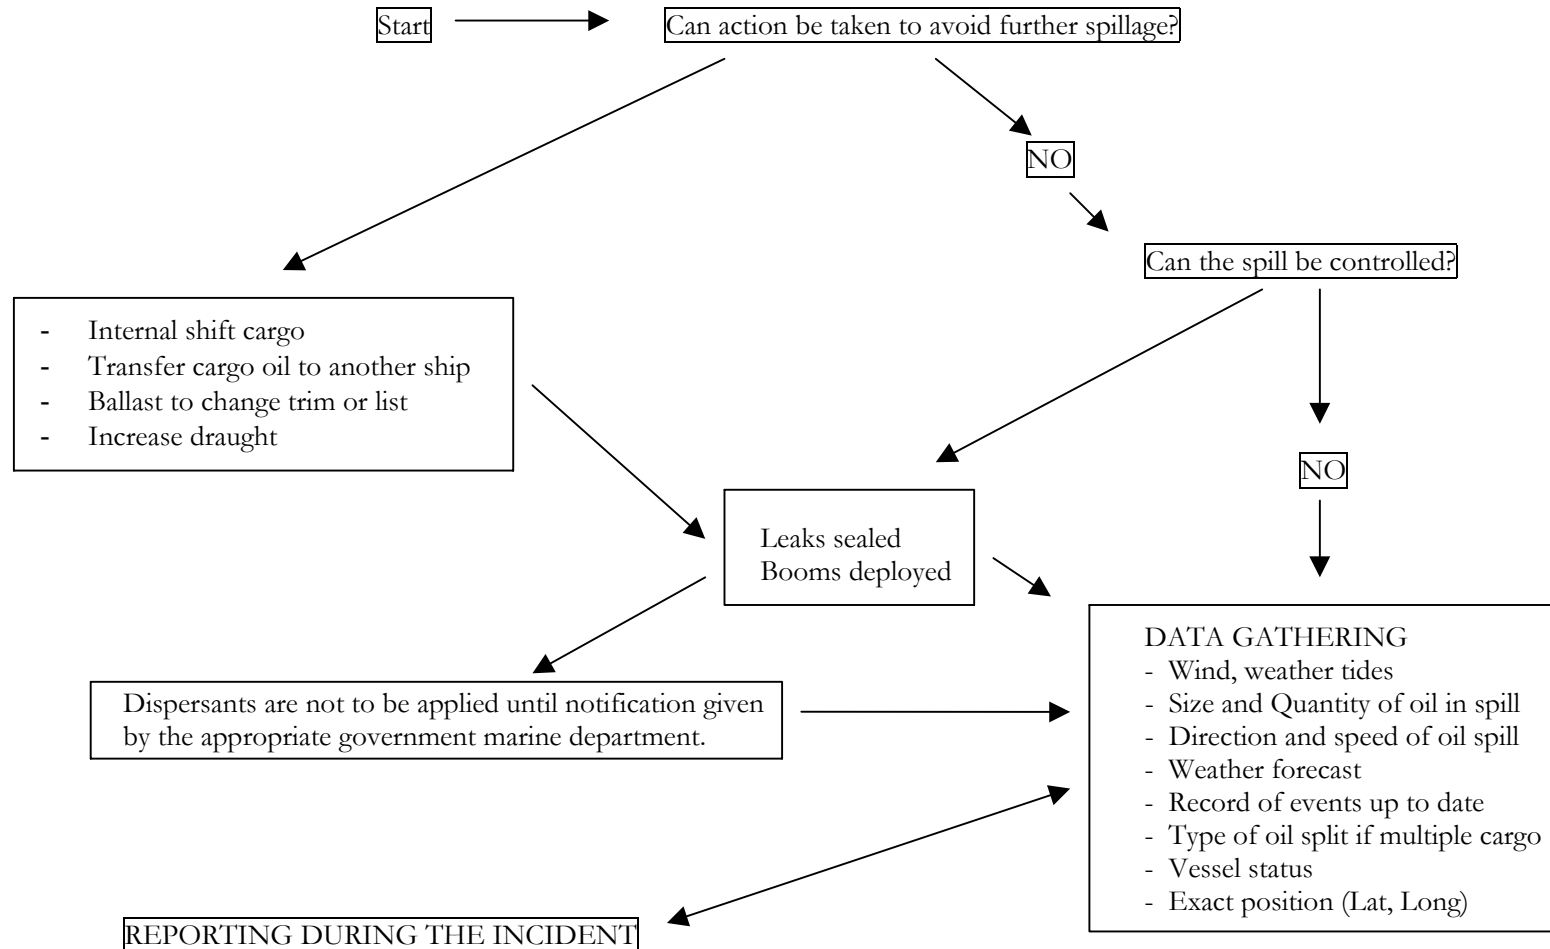 Start
Can action be taken to avoid further spillage?
NO
Can the spill be controlled?
- Internal shift cargo
- Transfer cargo oil to another ship
- Ballast to change trim or list
- Increase draught
NO
Leaks sealed
Booms deployed
DATA GATHERING
- Wind, weather tides
- Size and Quantity of oil in spill
- Direction and speed of oil spill
- Weather forecast
- Record of events up to date
- Type of oil split if multiple cargo
- Vessel status
- Exact position (Lat, Long)
Dispersants are not to be applied until notification given
by the appropriate government marine department.
REPORTING DURING THE INCIDENT